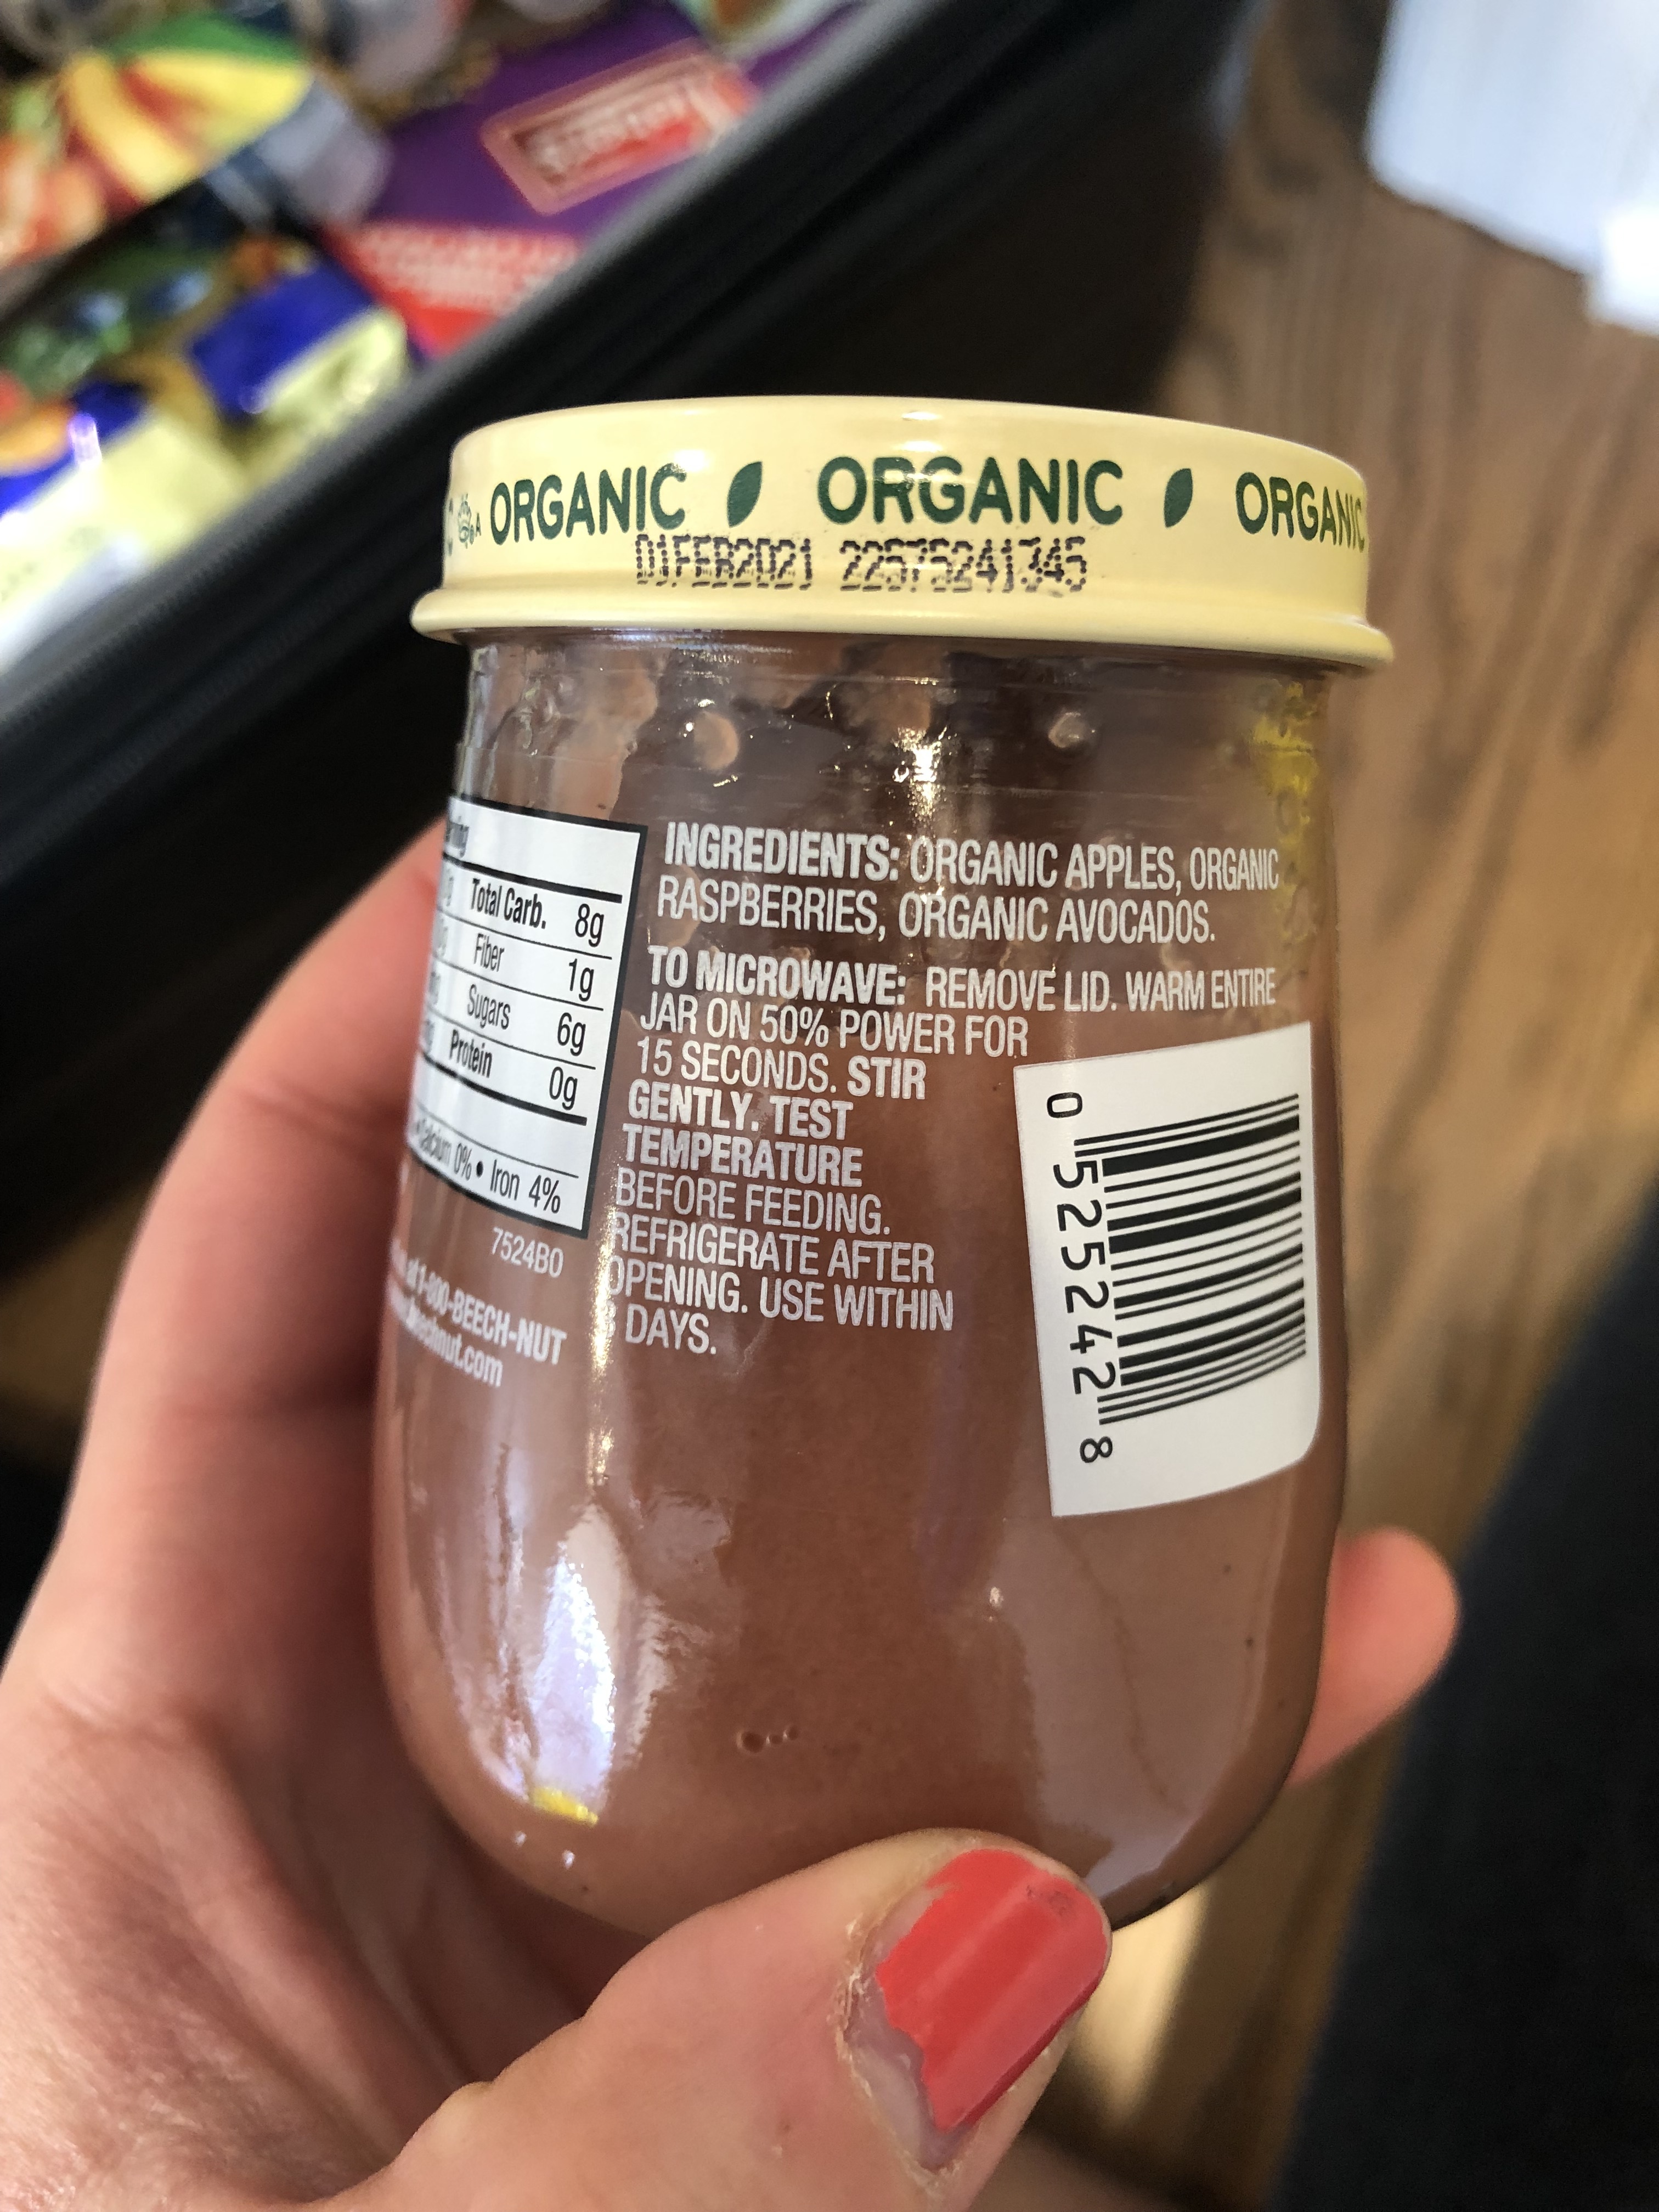 ORGANIC ORGANIC ORGANIC
01FEB2021 22575241345
Total Carb. 8g
Fiber 1g
Sugars 6g
Protein 0g
Calcium 0% • Iron 4%
7524B0
at 1-800-BEECH-NUT
INGREDIENTS: ORGANIC APPLES, ORGANIC
RASPBERRIES, ORGANIC AVOCADOS.
TO MICROWAVE: REMOVE LID. WARM ENTIRE
JAR ON 50% POWER FOR
15 SECONDS. STIR
GENTLY. TEST
TEMPERATURE
BEFORE FEEDING.
REFRIGERATE AFTER
OPENING. USE WITHIN
DAYS.
0 52524 2 8